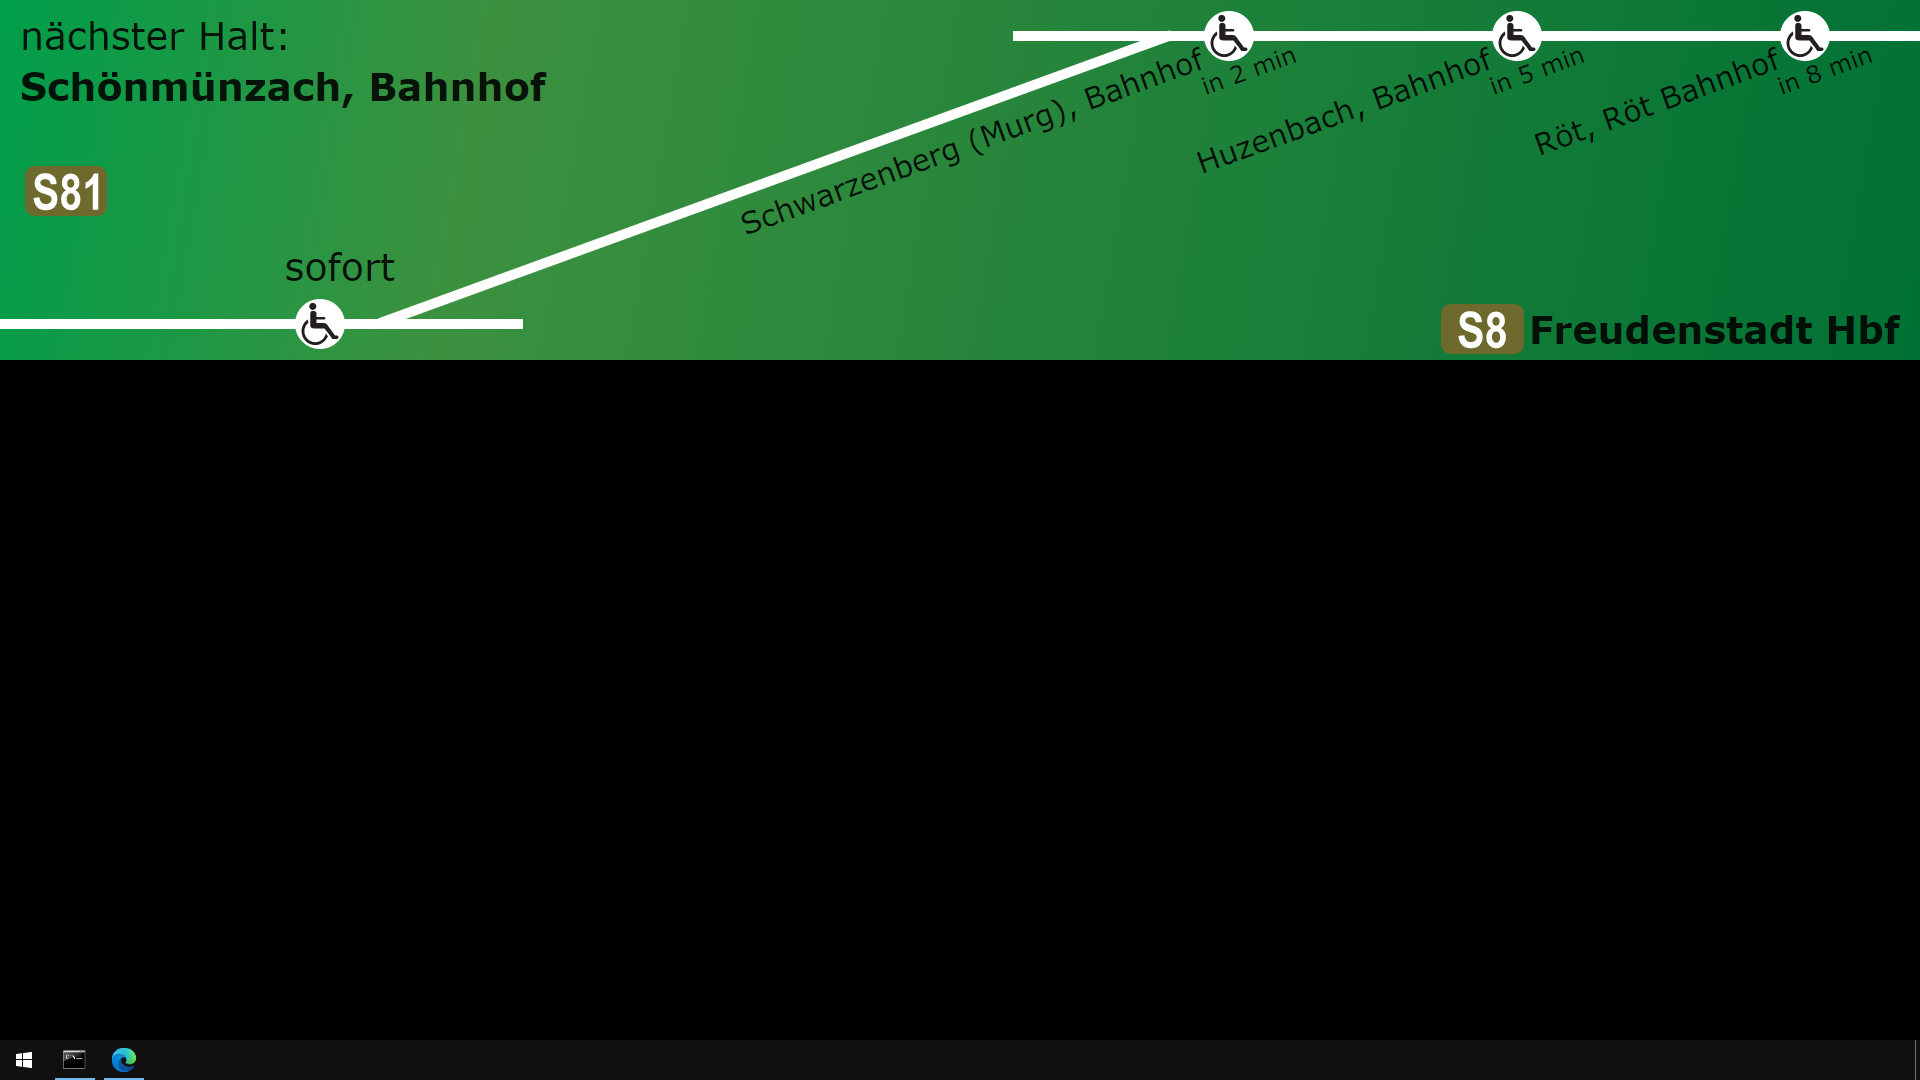 nächster Halt:
Schönmünzach, Bahnhof
S81
sofort
Schwarzenberg (Murg), Bahnhof
in 2 min
Huzenbach, Bahnhof
in 5 min
Röt, Röt Bahnhof
in 8 min
S8 Freudenstadt Hbf